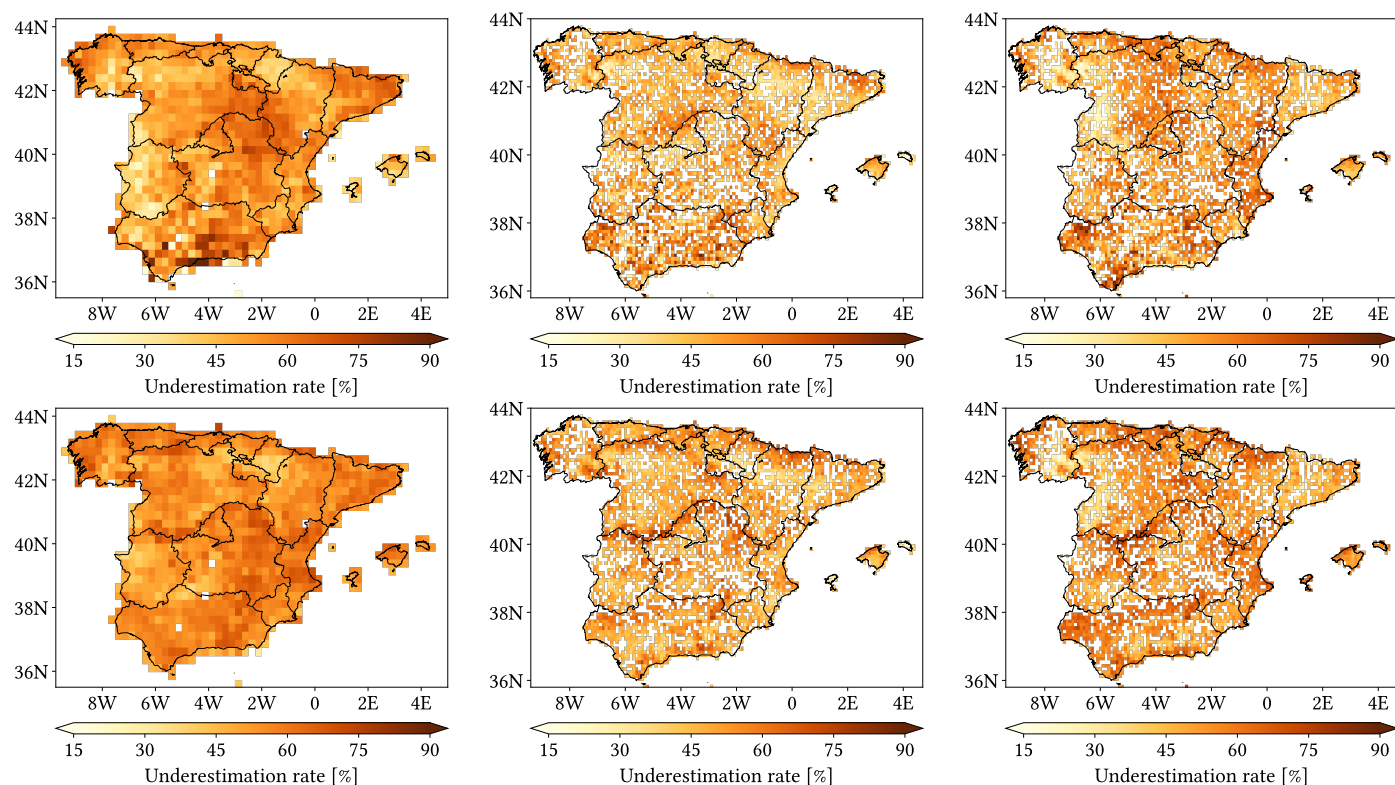 44N 44N 44N
42N 42N 42N
40N 40N 40N
38N 38N 38N
36N 36N 36N
8W 6W 4W 2W 0 2E 4E 8W 6W 4W 2W 0 2E 4E 8W 6W 4W 2W 0 2E 4E
15 30 45 60 75 90 15 30 45 60 75 90 15 30 45 60 75 90
Underestimation rate [%] Underestimation rate [%] Underestimation rate [%]
44N 44N 44N
42N 42N 42N
40N 40N 40N
38N 38N 38N
36N 36N 36N
8W 6W 4W 2W 0 2E 4E 8W 6W 4W 2W 0 2E 4E 8W 6W 4W 2W 0 2E 4E
15 30 45 60 75 90 15 30 45 60 75 90 15 30 45 60 75 90
Underestimation rate [%] Underestimation rate [%] Underestimation rate [%]